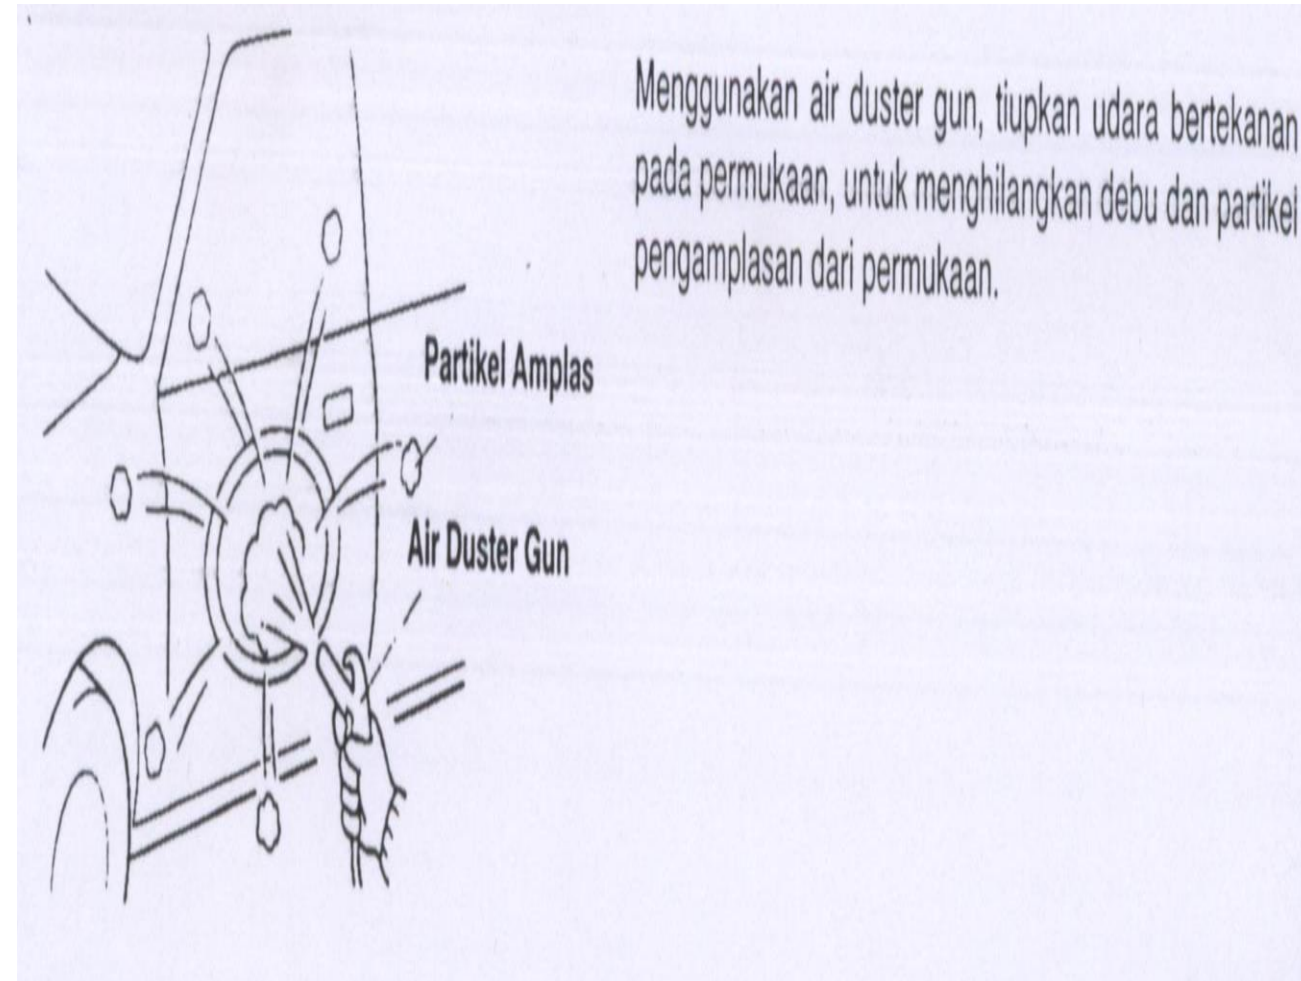 Menggunakan air duster gun, tiupkan udara bertekanan
pada permukaan, untuk menghilangkan debu dan partikel
pengamplasan dari permukaan.
Partikel Amplas
Air Duster Gun